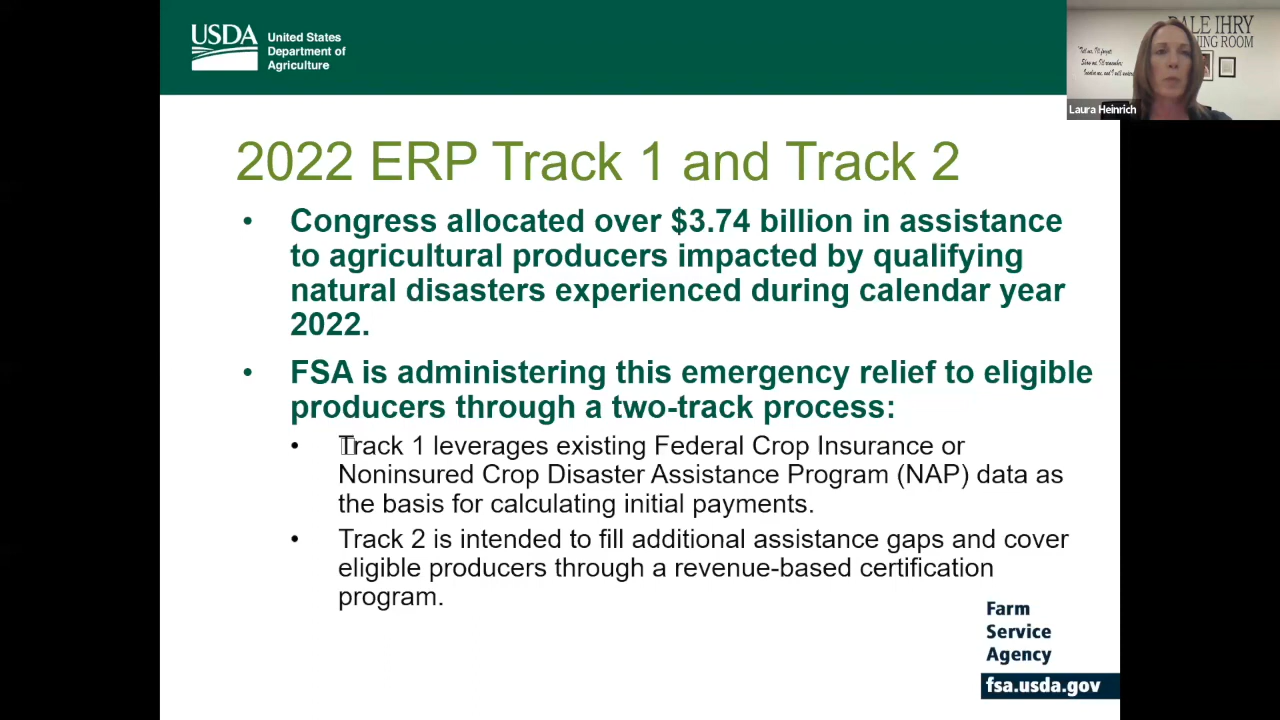 USDA
United States
Department of
Agriculture
ALE IHRY
ING ROOM
Laura Heinrich
2022 ERP Track 1 and Track 2
• Congress allocated over $3.74 billion in assistance
to agricultural producers impacted by qualifying
natural disasters experienced during calendar year
2022.
• FSA is administering this emergency relief to eligible
producers through a two-track process:
• Track 1 leverages existing Federal Crop Insurance or
Noninsured Crop Disaster Assistance Program (NAP) data as
the basis for calculating initial payments.
• Track 2 is intended to fill additional assistance gaps and cover
eligible producers through a revenue-based certification
program.
Farm
Service
Agency
fsa.usda.gov